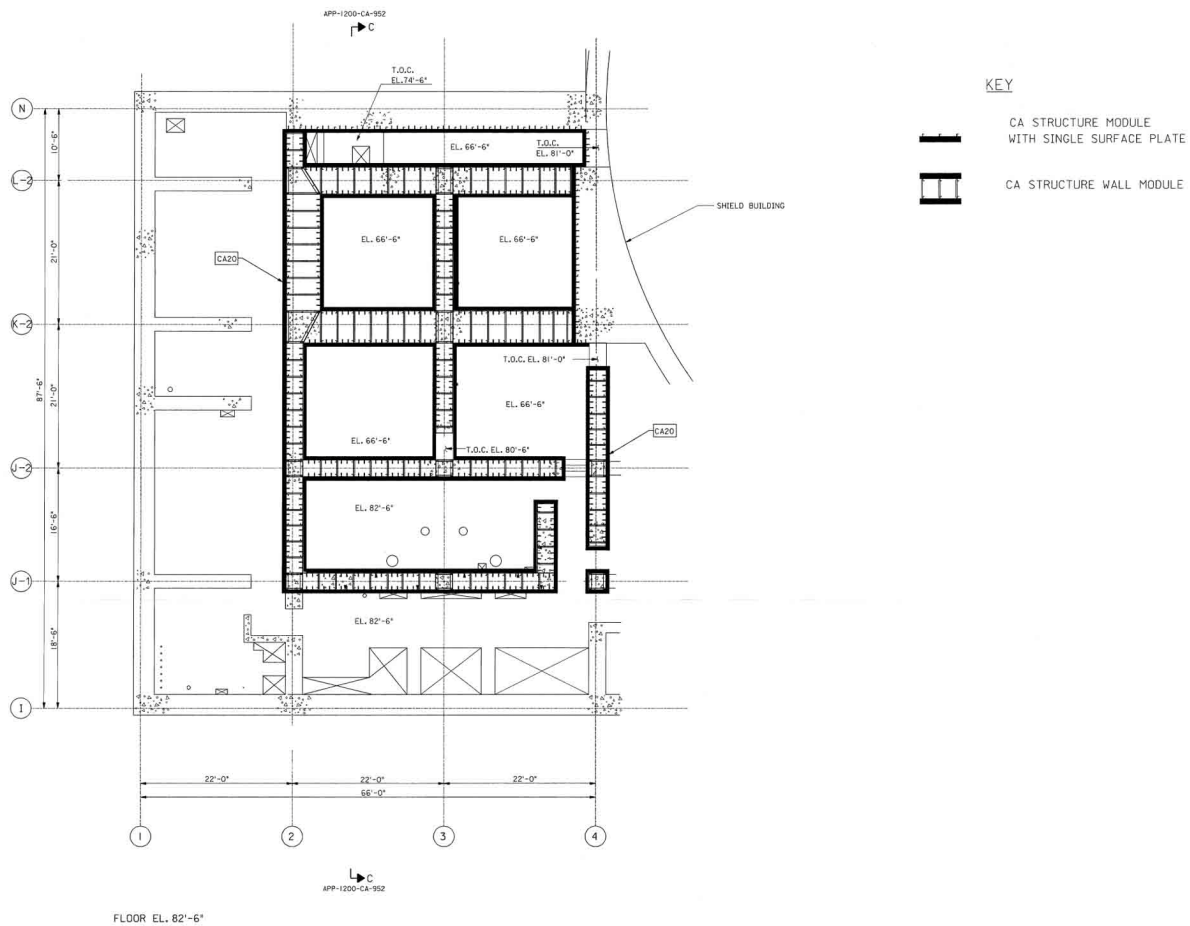 APP-1200-CA-952
C
T.O.C.
EL.74'-6"
KEY
CA STRUCTURE MODULE
WITH SINGLE SURFACE PLATE
CA STRUCTURE WALL MODULE
N
10'-6"
EL. 66'-6"
T.O.C.
EL. 81'-0"
L-2
SHIELD BUILDING
21'-0"
EL. 66'-6"
EL. 66'-6"
CA20
K-2
T.O.C. EL. 81'-0"
87'-6"
21'-0"
EL. 66'-6"
EL. 66'-6"
CA20
T.O.C. EL. 80'-6"
J-2
16'-6"
EL. 82'-6"
J-1
EL. 82'-6"
18'-6"
I
22'-0"
22'-0"
22'-0"
66'-0"
1
2
3
4
C
APP-1200-CA-952
FLOOR EL. 82'-6"